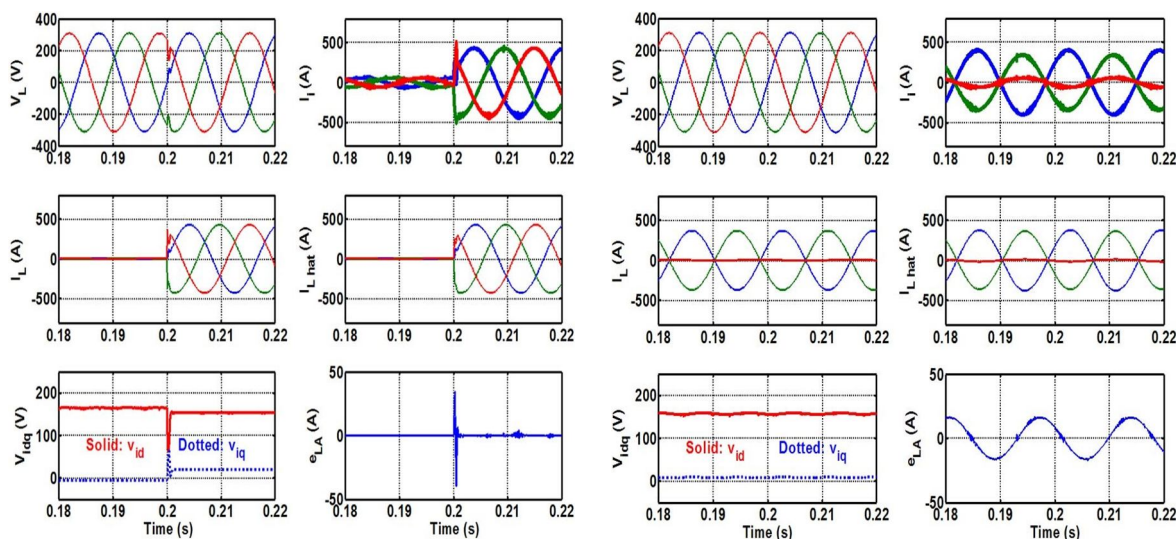 V_L (V)
400
200
0
-200
-400
0.18 0.19 0.2 0.21 0.22
I_i (A)
500
0
-500
0.18 0.19 0.2 0.21 0.22
V_L (V)
400
200
0
-200
-400
0.18 0.19 0.2 0.21 0.22
I_i (A)
500
0
-500
0.18 0.19 0.2 0.21 0.22
I_L (A)
500
0
-500
0.18 0.19 0.2 0.21 0.22
I_L hat (A)
500
0
-500
0.18 0.19 0.2 0.21 0.22
I_L (A)
500
0
-500
0.18 0.19 0.2 0.21 0.22
I_L hat (A)
500
0
-500
0.18 0.19 0.2 0.21 0.22
V_idq (V)
200
100
0
Solid: v_id Dotted: v_iq
0.18 0.19 0.2 0.21 0.22
Time (s)
e_LA (A)
50
0
50
0.18 0.19 0.2 0.21 0.22
Time (s)
V_idq (V)
200
100
0
Solid: v_id Dotted: v_iq
0.18 0.19 0.2 0.21 0.22
Time (s)
e_LA (A)
50
0
-50
0.18 0.19 0.2 0.21 0.22
Time (s)